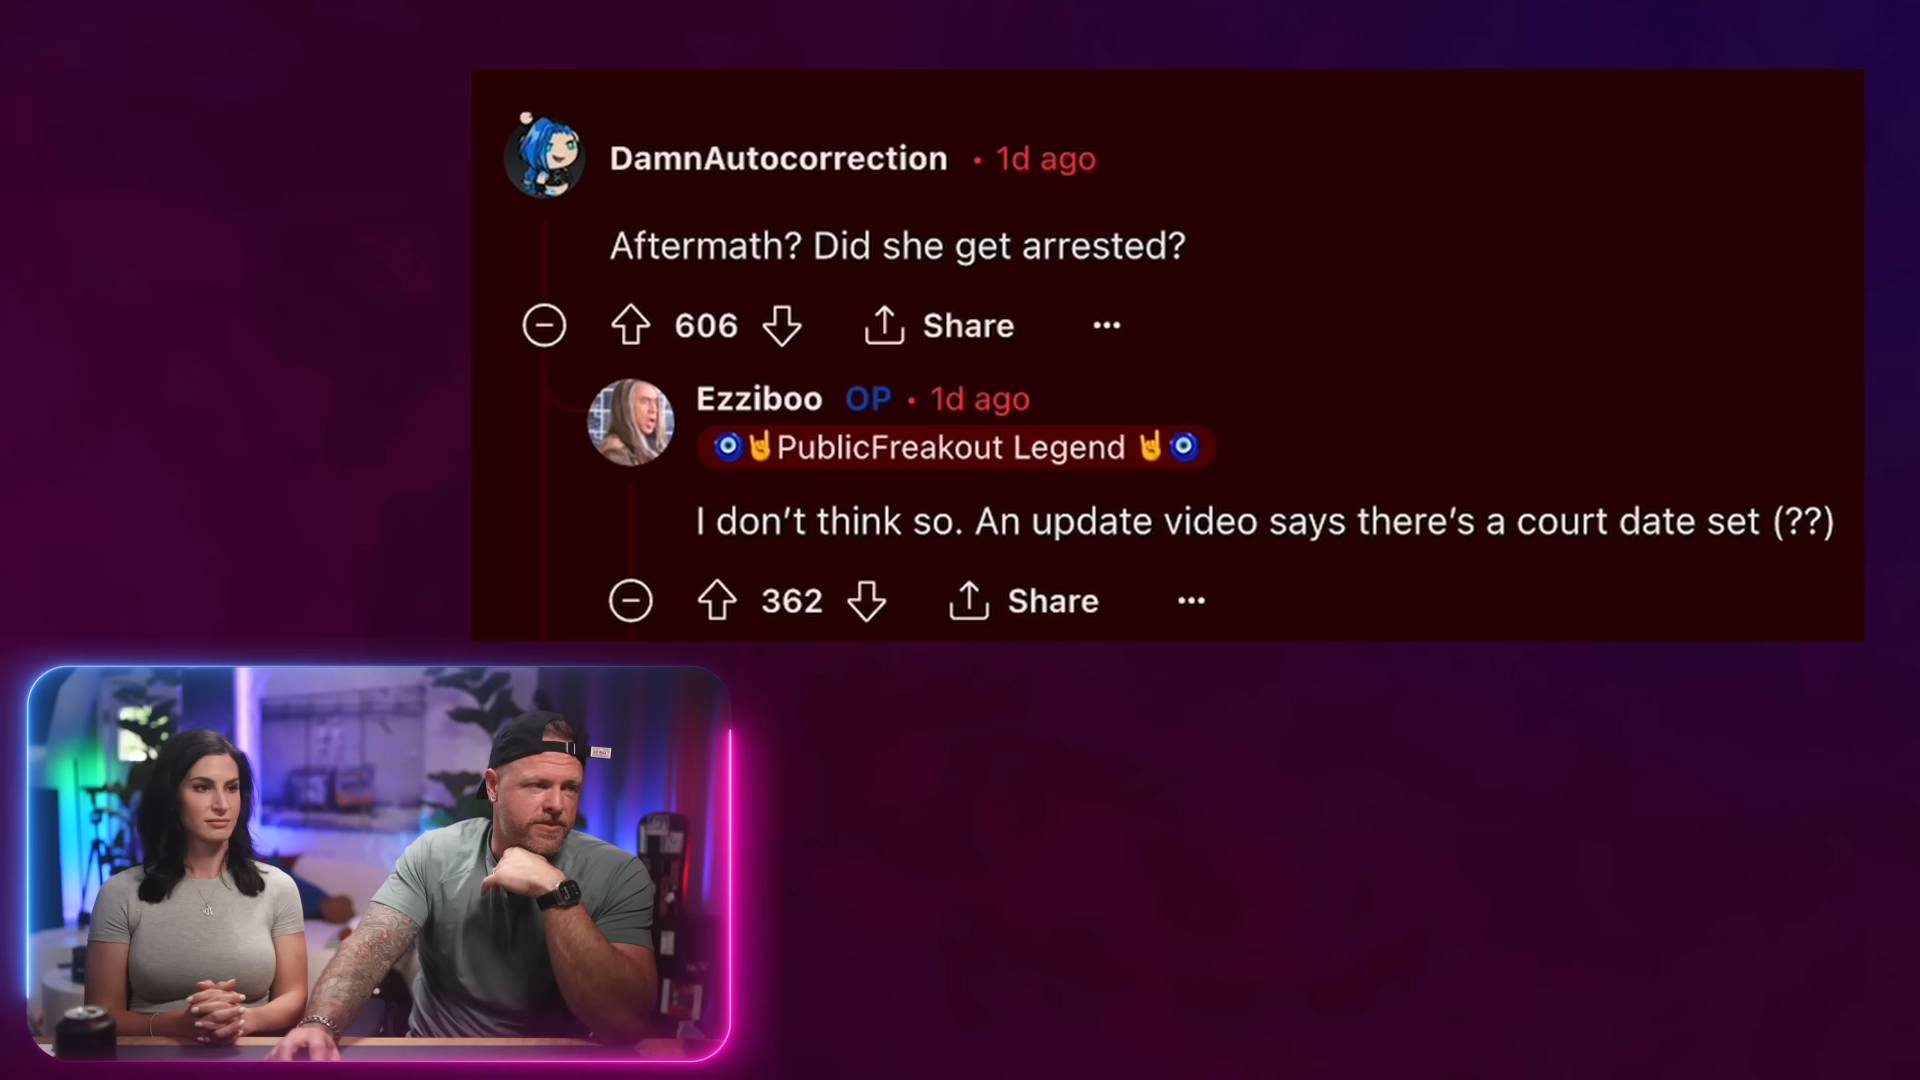 DamnAutocorrection • 1d ago
Aftermath? Did she get arrested?
606 Share ...
Ezziboo OP • 1d ago
🧿🤘PublicFreakout Legend 🤘🧿
I don’t think so. An update video says there’s a court date set (??)
362 Share ...